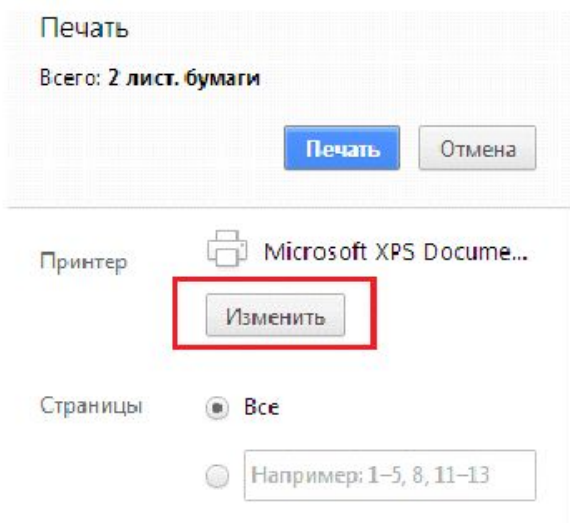 Печать
Всего: 2 лист. бумаги
Печать Отмена
Принтер Microsoft XPS Docume...
Изменить
Страницы Все
Например: 1–5, 8, 11–13